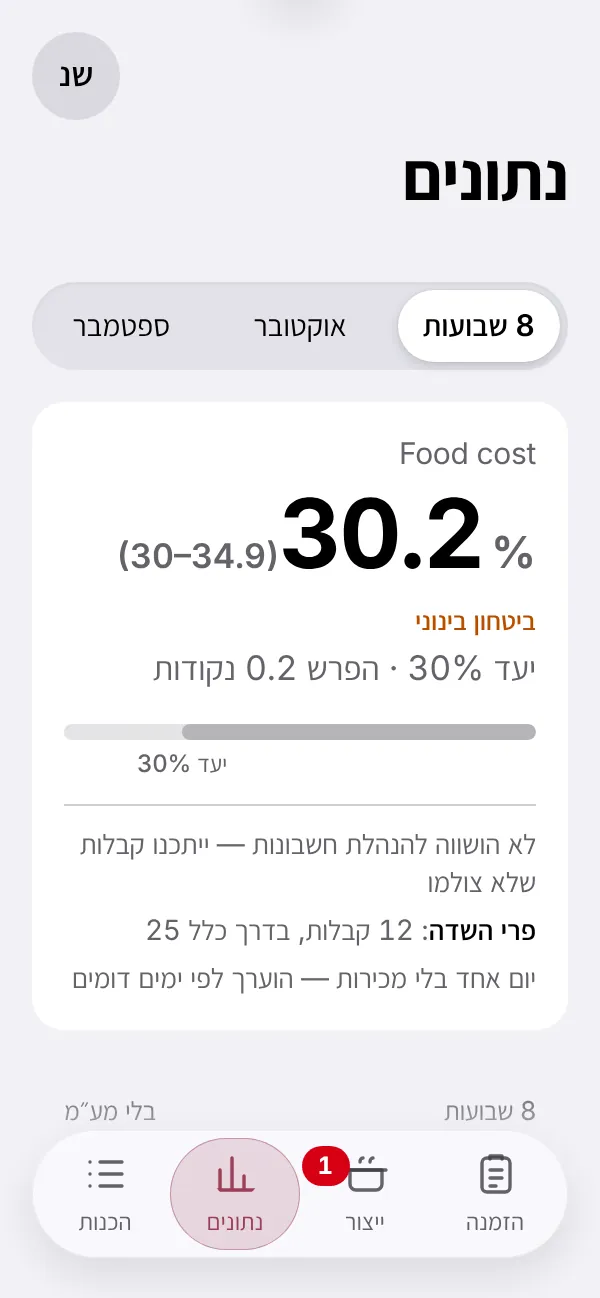 שנ
נתונים
8 שבועות
אוקטובר
ספטמבר
Food cost
30.2 % (30–34.9)
ביטחון בינוני
יעד 30% · הפרש 0.2 נקודות
יעד 30%
לא הושווה להנהלת חשבונות — ייתכנו קבלות
שלא צולמו
פרי השדה: 12 קבלות, בדרך כלל 25
יום אחד בלי מכירות — הוערך לפי ימים דומים
8 שבועות
בלי מע״מ
הזמנה
1
ייצור
נתונים
הכנות